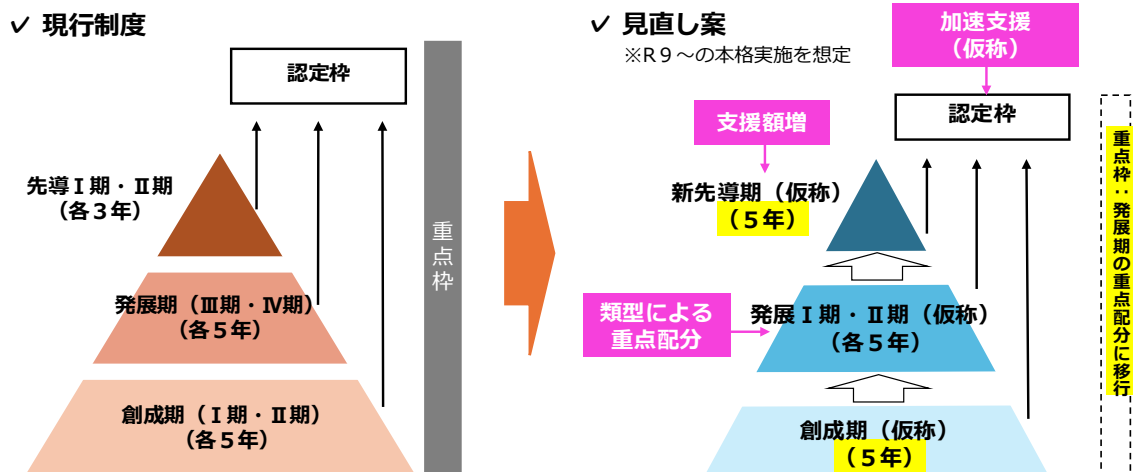 ✓ 現行制度
認定枠
先導Ⅰ期・Ⅱ期
(各3年)
発展期(Ⅲ期・Ⅳ期)
(各5年)
創成期(Ⅰ期・Ⅱ期)
(各5年)
重点枠
✓ 見直し案
※R9~の本格実施を想定
加速支援
(仮称)
認定枠
支援額増
新先導期(仮称)
(5年)
類型による
重点配分
発展Ⅰ期・Ⅱ期(仮称)
(各5年)
創成期(仮称)
(5年)
重点枠:発展期の重点配分に移行